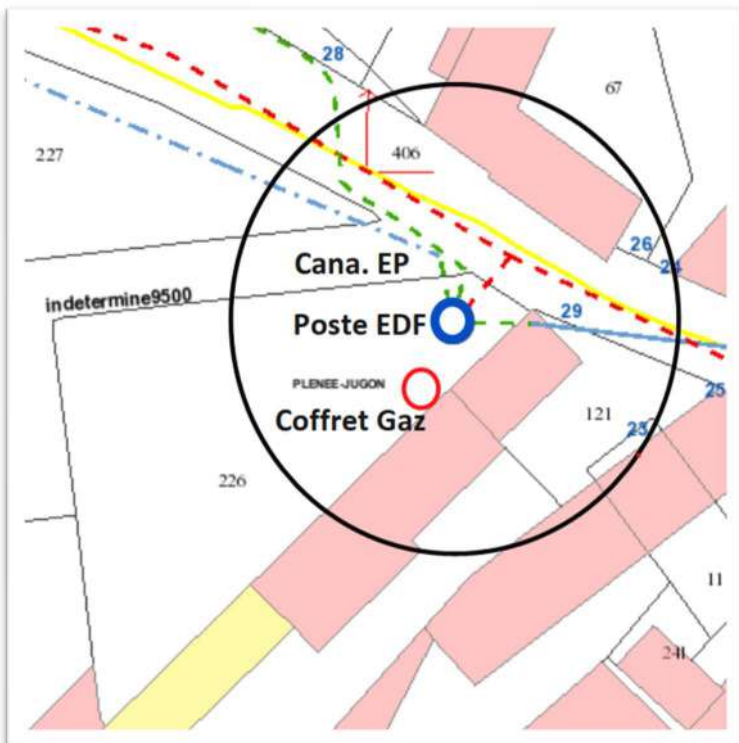 28
67
227
406
26
24
Cana. EP
indetermine9500
29
Poste EDF
PLENEE-JUGON
25
Coffret Gaz
121
23
226
11
241